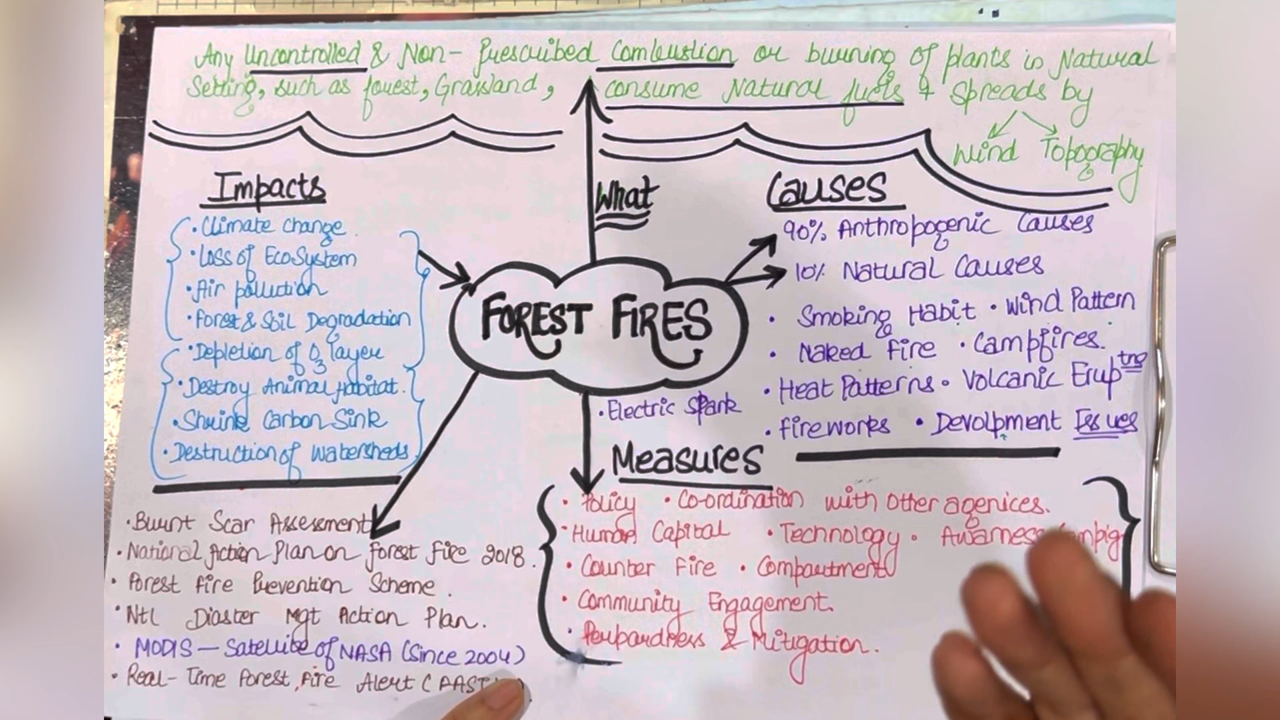 Any Uncontrolled & Non-Prescribed Combustion or burning of plants in Natural
Setting, such as forest, Grassland, consume Natural fuels & Spreads by
Wind Topography
Impacts
• Climate change
• Loss of EcoSystem
• Air pollution
• Forest & Soil Degradation
• Depletion of O3 layer
• Destroy Animal Habitat
• Shrink Carbon Sink
• Destruction of Watersheds
What
FOREST FIRES
Causes
90% Anthropogenic Causes
10% Natural Causes
• Smoking Habit • Wind Pattern
• Naked Fire • Campfires
• Heat Patterns • Volcanic Eruptng
• Electric Spark
• fireworks • Devolpment Issues
Measures
• Policy • Co-ordination with other agenices.
• Human Capital • Technology •
• Counter Fire • Compartment
• Community Engagement.
• Perpardness & Mitigation.
• Burnt Scar Assessment
• National Action Plan on forest fire 2018.
• Forest Fire Prevention Scheme.
• Ntl Diaster Mgt Action Plan.
• MODIS – Satellite of NASA (Since 2004)
• Real-Time Forest Fire Alert